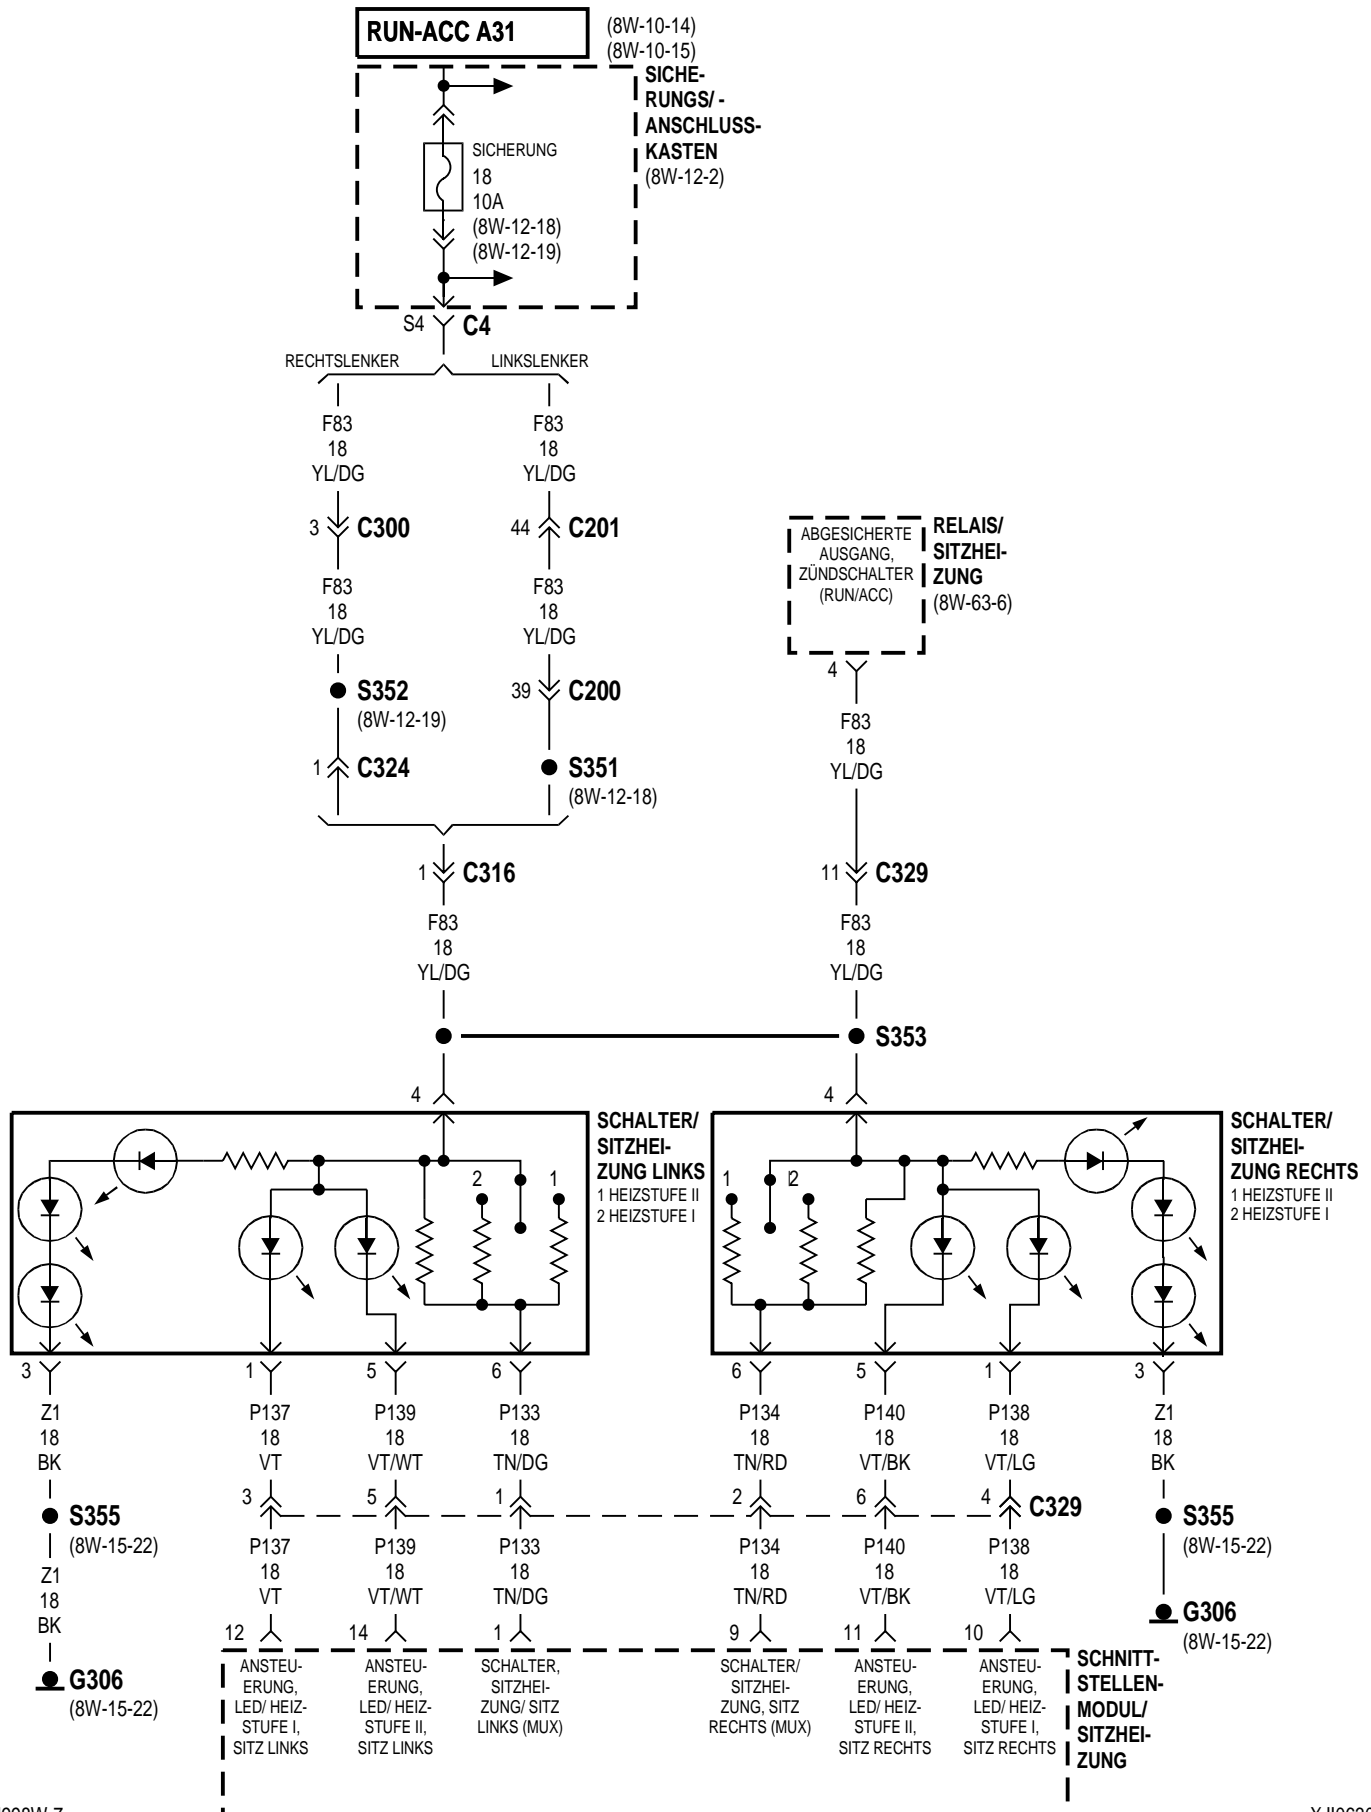 RUN-ACC A31
(8W-10-14)
(8W-10-15)
SICHE-
RUNGS/ -
ANSCHLUSS-
KASTEN
(8W-12-2)
SICHERUNG
18
10A
(8W-12-18)
(8W-12-19)
S4
C4
RECHTSLENKER
LINKSLENKER
F83
18
YL/DG
F83
18
YL/DG
3
C300
44
C201
F83
18
YL/DG
F83
18
YL/DG
S352
(8W-12-19)
39
C200
1
C324
S351
(8W-12-18)
ABGESICHERTE
AUSGANG,
ZÜNDSCHALTER
(RUN/ACC)
RELAIS/
SITZHEI-
ZUNG
(8W-63-6)
4
F83
18
YL/DG
1
C316
11
C329
F83
18
YL/DG
F83
18
YL/DG
S353
4
4
SCHALTER/
SITZHEI-
ZUNG LINKS
1 HEIZSTUFE II
2 HEIZSTUFE I
2
1
1
2
SCHALTER/
SITZHEI-
ZUNG RECHTS
1 HEIZSTUFE II
2 HEIZSTUFE I
3
1
5
6
6
5
1
3
Z1
18
BK
P137
18
VT
P139
18
VT/WT
P133
18
TN/DG
P134
18
TN/RD
P140
18
VT/BK
P138
18
VT/LG
Z1
18
BK
3
5
1
2
6
4
C329
S355
(8W-15-22)
S355
(8W-15-22)
Z1
18
BK
P137
18
VT
P139
18
VT/WT
P133
18
TN/DG
P134
18
TN/RD
P140
18
VT/BK
P138
18
VT/LG
G306
(8W-15-22)
G306
(8W-15-22)
12
14
1
9
11
10
ANSTEU-
ERUNG,
LED/ HEIZ-
STUFE I,
SITZ LINKS
ANSTEU-
ERUNG,
LED/ HEIZ-
STUFE II,
SITZ LINKS
SCHALTER,
SITZHEI-
ZUNG/ SITZ
LINKS (MUX)
SCHALTER/
SITZHEI-
ZUNG, SITZ
RECHTS (MUX)
ANSTEU-
ERUNG,
LED/ HEIZ-
STUFE II,
SITZ RECHTS
ANSTEU-
ERUNG,
LED/ HEIZ-
STUFE I,
SITZ RECHTS
SCHNITT-
STELLEN-
MODUL/
SITZHEI-
ZUNG